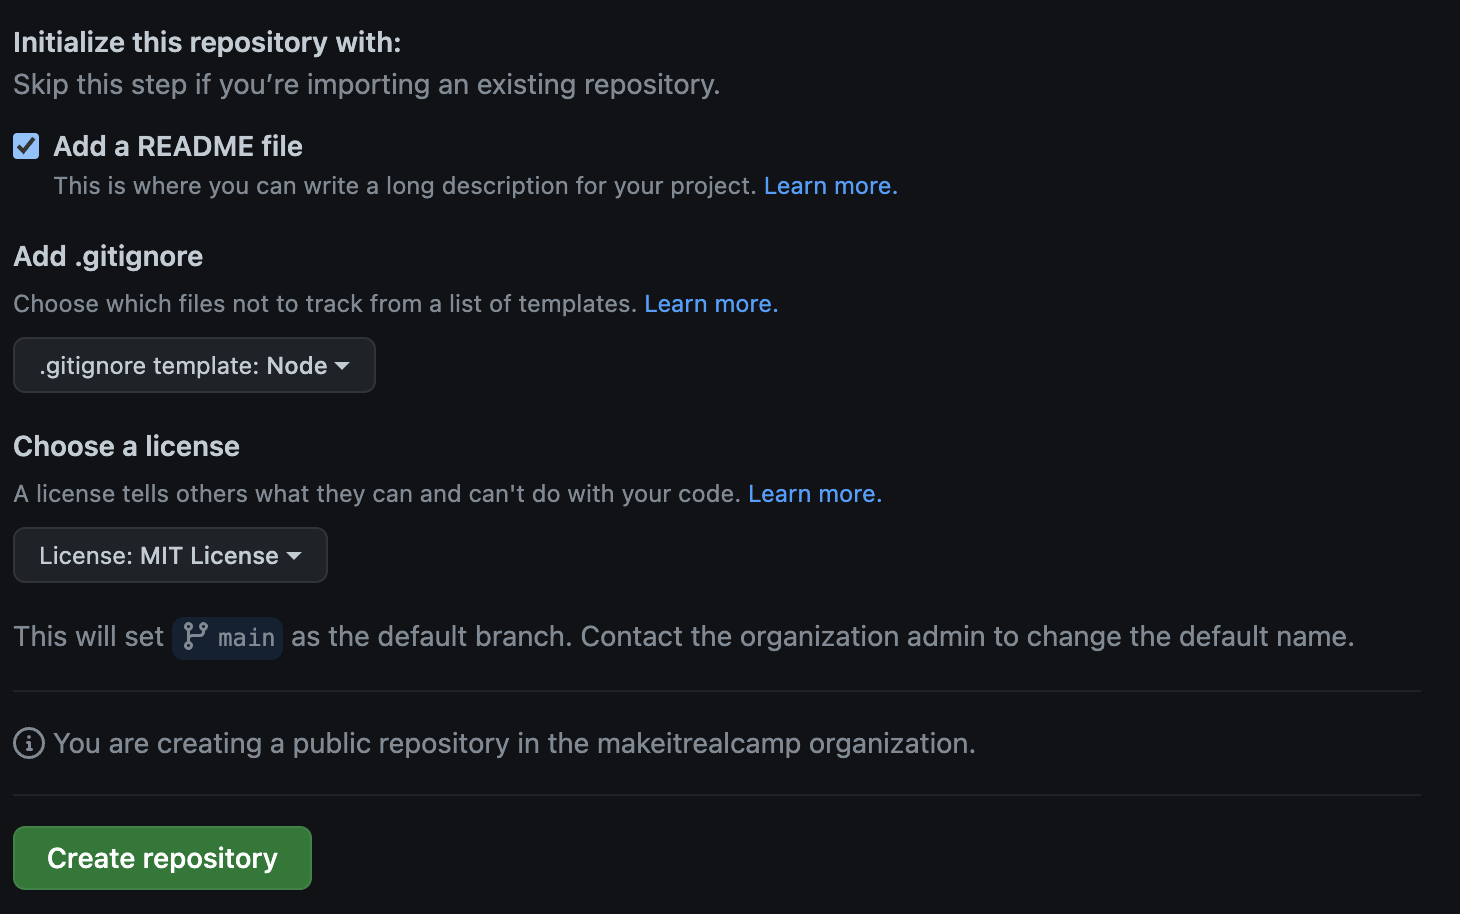 Initialize this repository with:
Skip this step if you’re importing an existing repository.
Add a README file
This is where you can write a long description for your project. Learn more.
Add .gitignore
Choose which files not to track from a list of templates. Learn more.
.gitignore template: Node
Choose a license
A license tells others what they can and can't do with your code. Learn more.
License: MIT License
This will set main as the default branch. Contact the organization admin to change the default name.
You are creating a public repository in the makeitrealcamp organization.
Create repository